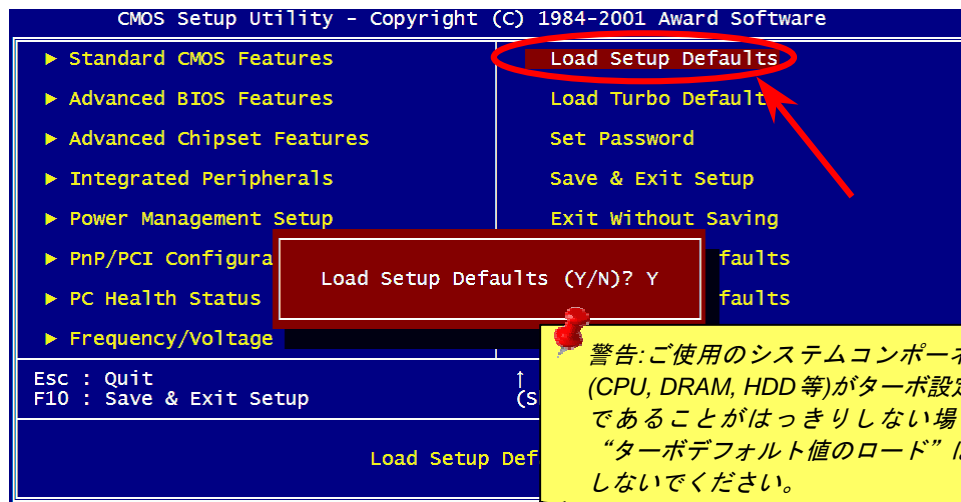 CMOS Setup Utility - Copyright (C) 1984-2001 Award Software
► Standard CMOS Features
► Advanced BIOS Features
► Advanced Chipset Features
► Integrated Peripherals
► Power Management Setup
► PnP/PCI Configura
► PC Health Status
► Frequency/Voltage
Load Setup Defaults
Load Turbo Default
Set Password
Save & Exit Setup
Exit Without Saving
faults
faults
Load Setup Defaults (Y/N)? Y
Esc : Quit
F10 : Save & Exit Setup
↑
(S
Load Setup Def
警告:ご使用のシステムコンポーネ
(CPU, DRAM, HDD等)がターボ設定
であることがはっきりしない場
“ターボデフォルト値のロード”は
しないでください。